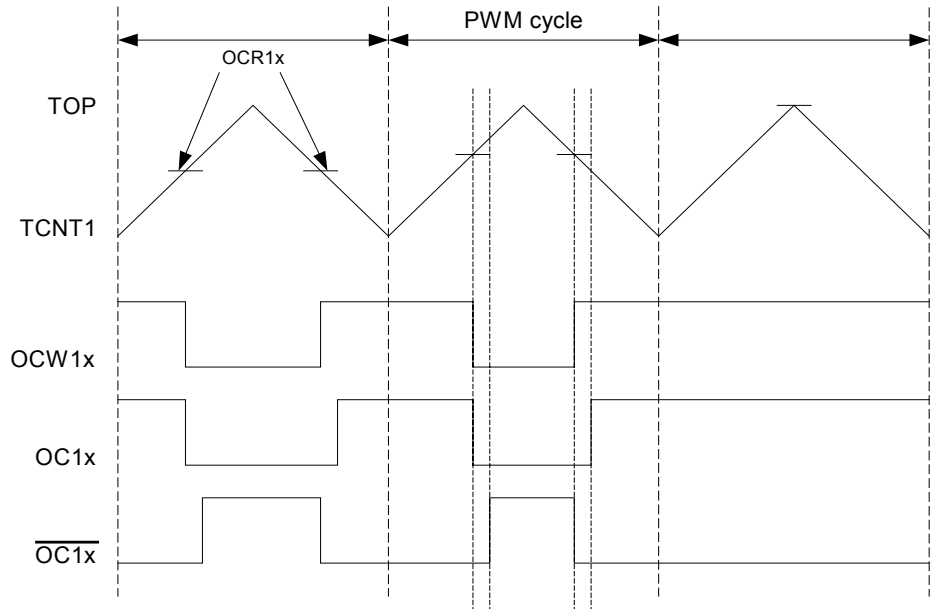 PWM cycle
OCR1x
TOP
TCNT1
OCW1x
OC1x
OC1x